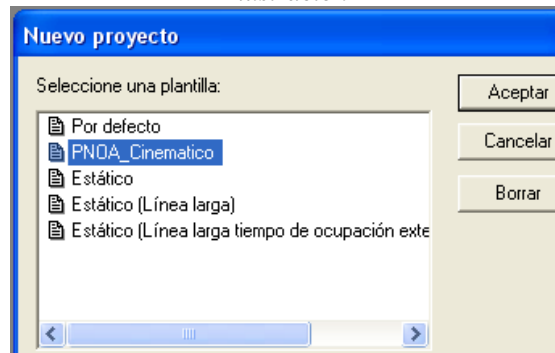 Nuevo proyecto
Seleccione una plantilla:
Aceptar
Por defecto
PNOA_Cinematico
Cancelar
Estático
Borrar
Estático (Línea larga)
Estático (Línea larga tiempo de ocupación exte